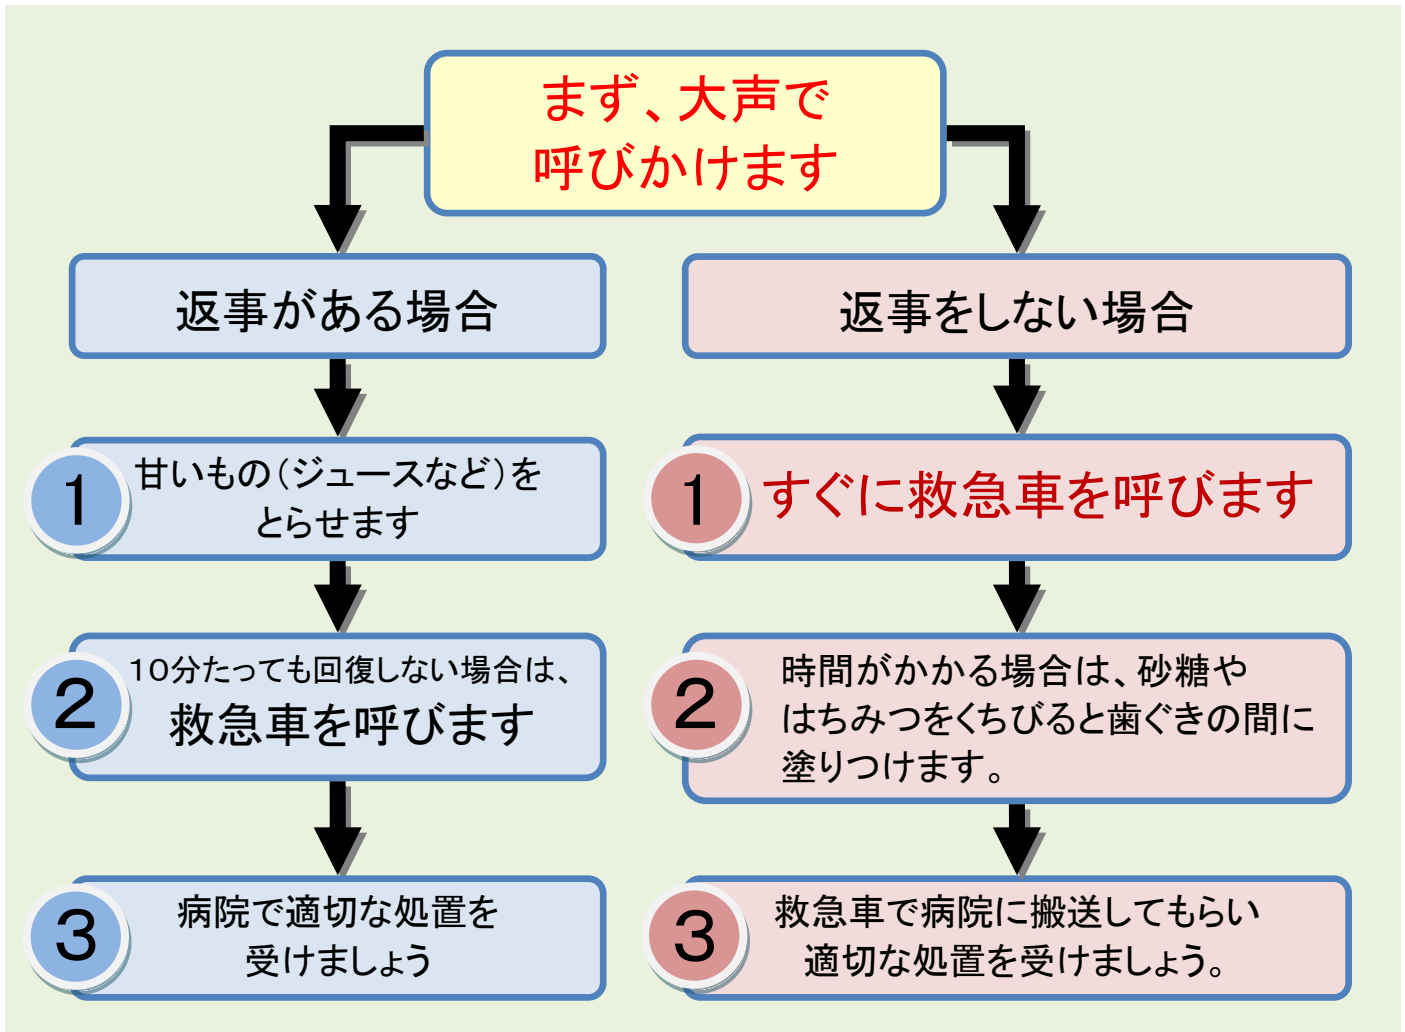 まず、大声で
呼びかけます
返事がある場合
1
甘いもの(ジュースなど)を
とらせます
2
10分たっても回復しない場合は、
救急車を呼びます
3
病院で適切な処置を
受けましょう
返事をしない場合
1
すぐに救急車を呼びます
2
時間がかかる場合は、砂糖や
はちみつをくちびると歯ぐきの間に
塗りつけます。
3
救急車で病院に搬送してもらい
適切な処置を受けましょう。